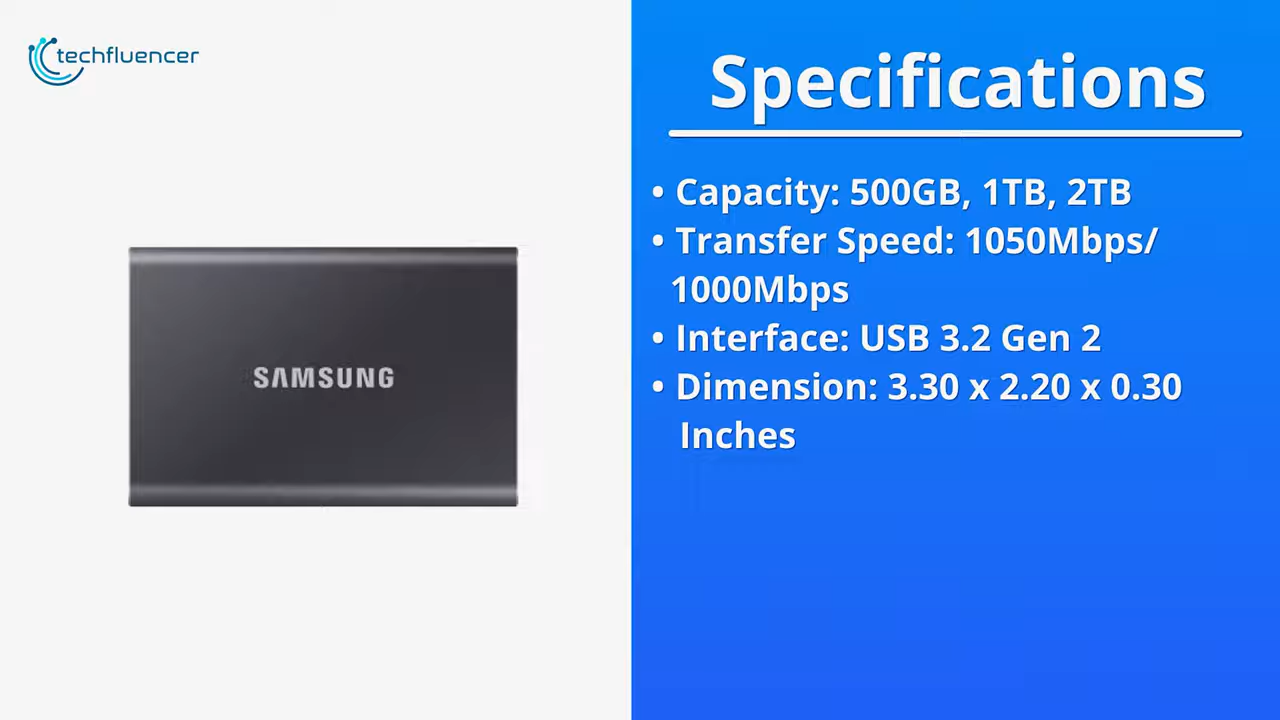 techfluencer
SAMSUNG
Specifications
• Capacity: 500GB, 1TB, 2TB
• Transfer Speed: 1050Mbps/
1000Mbps
• Interface: USB 3.2 Gen 2
• Dimension: 3.30 x 2.20 x 0.30
Inches